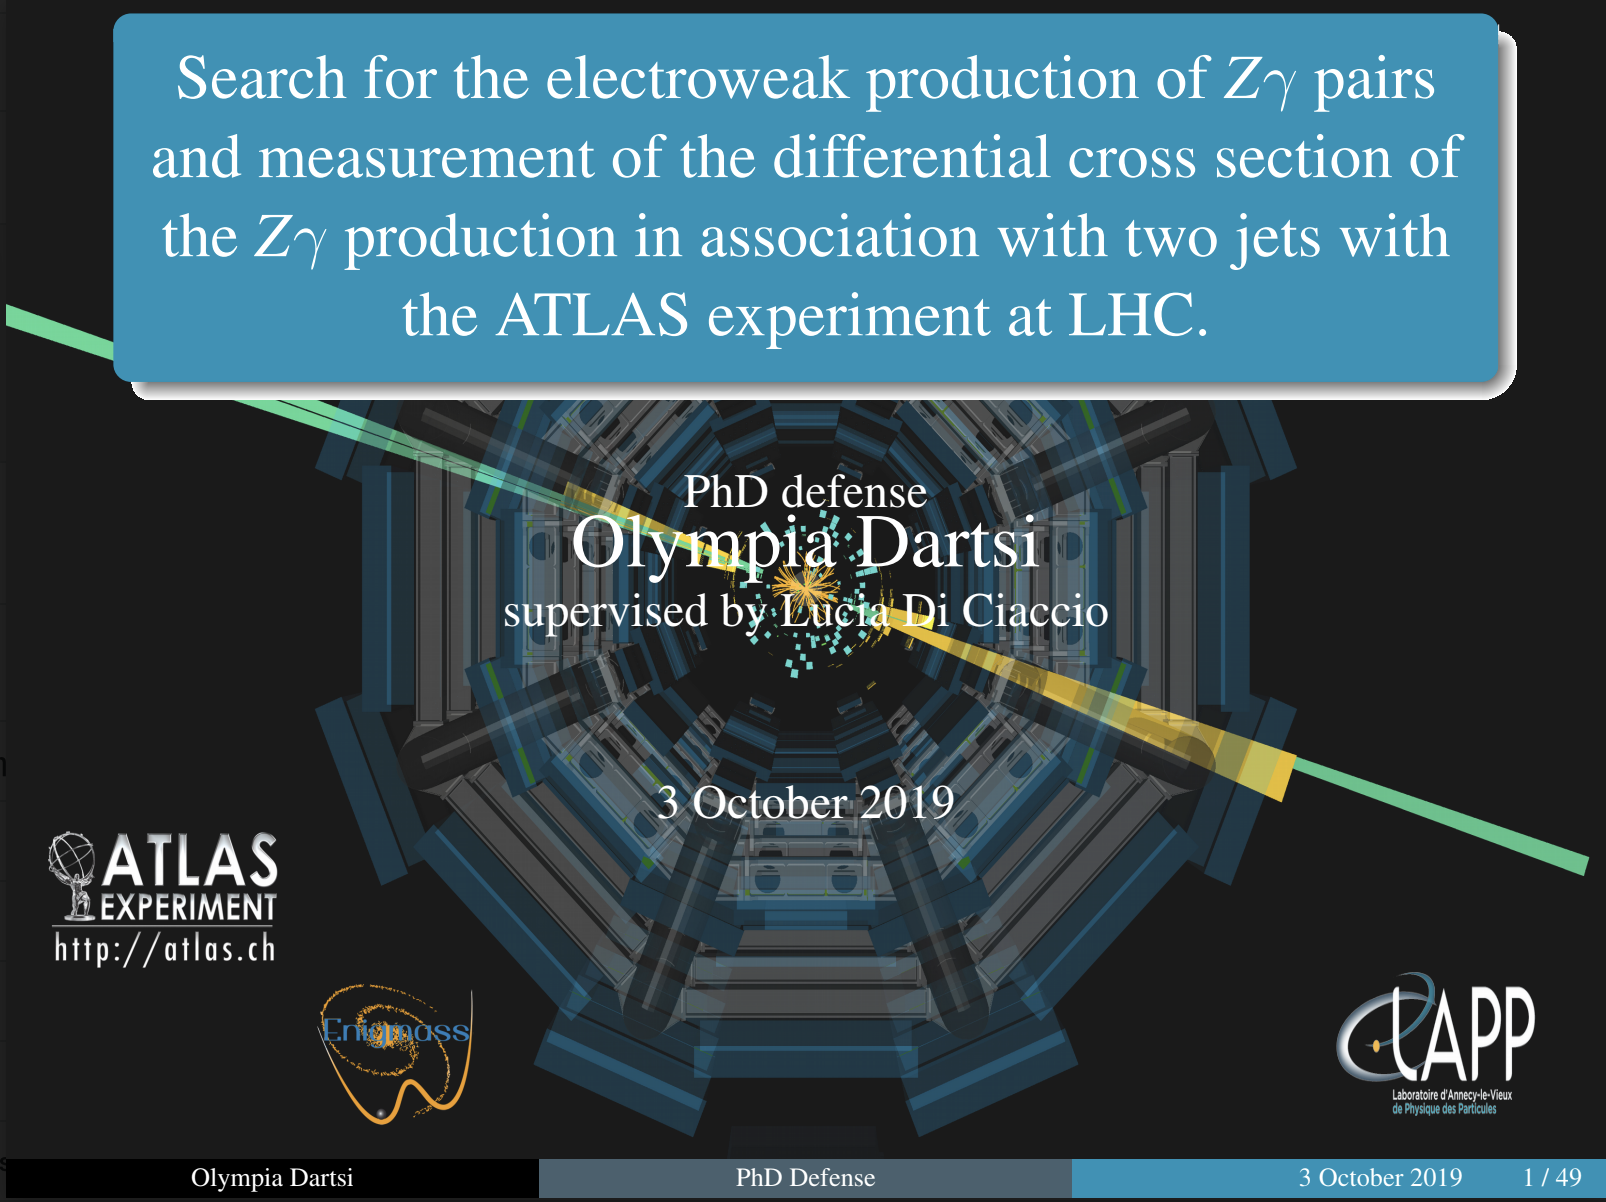 Search for the electroweak production of Zγ pairs
and measurement of the differential cross section of
the Zγ production in association with two jets with
the ATLAS experiment at LHC.
PhD defense
Olympia Dartsi
supervised by Lucia Di Ciaccio
3 October 2019
ATLAS
EXPERIMENT
http://atlas.ch
Enigmass
LAPP
Laboratoire d'Annecy-le-Vieux
de Physique des Particules
Olympia Dartsi PhD Defense 3 October 2019 1 / 49